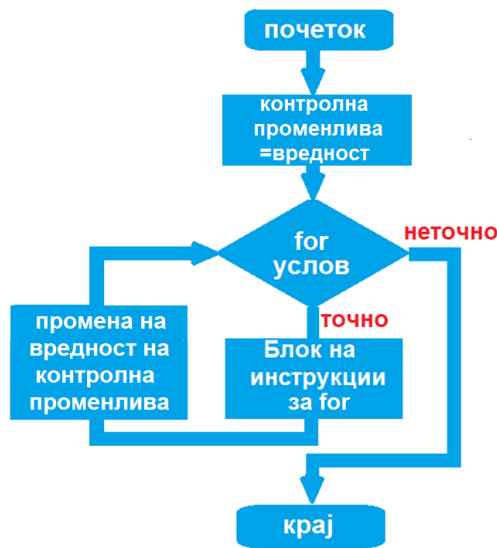 почеток
контролна
променлива
=вредност
for
услов
неточно
точно
промена на
вредност на
контролна
променлива
Блок на
инструкции
за for
крај